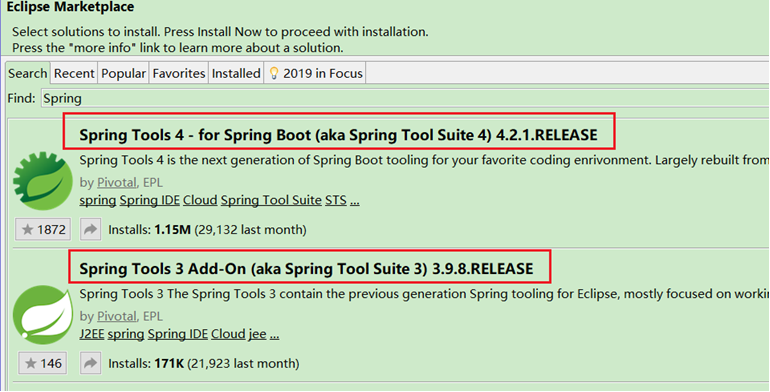 Eclipse Marketplace
Select solutions to install. Press Install Now to proceed with installation.
Press the "more info" link to learn more about a solution.
Search Recent Popular Favorites Installed 2019 in Focus
Find: Spring
Spring Tools 4 - for Spring Boot (aka Spring Tool Suite 4) 4.2.1.RELEASE
Spring Tools 4 is the next generation of Spring Boot tooling for your favorite coding enrivonment. Largely rebuilt from
by Pivotal, EPL
spring Spring IDE Cloud Spring Tool Suite STS ...
1872 Installs: 1.15M (29,132 last month)
Spring Tools 3 Add-On (aka Spring Tool Suite 3) 3.9.8.RELEASE
Spring Tools 3 The Spring Tools 3 contain the previous generation Spring tooling for Eclipse, mostly focused on
by Pivotal, EPL
J2EE spring Spring IDE Cloud jee ...
146 Installs: 171K (21,923 last month)